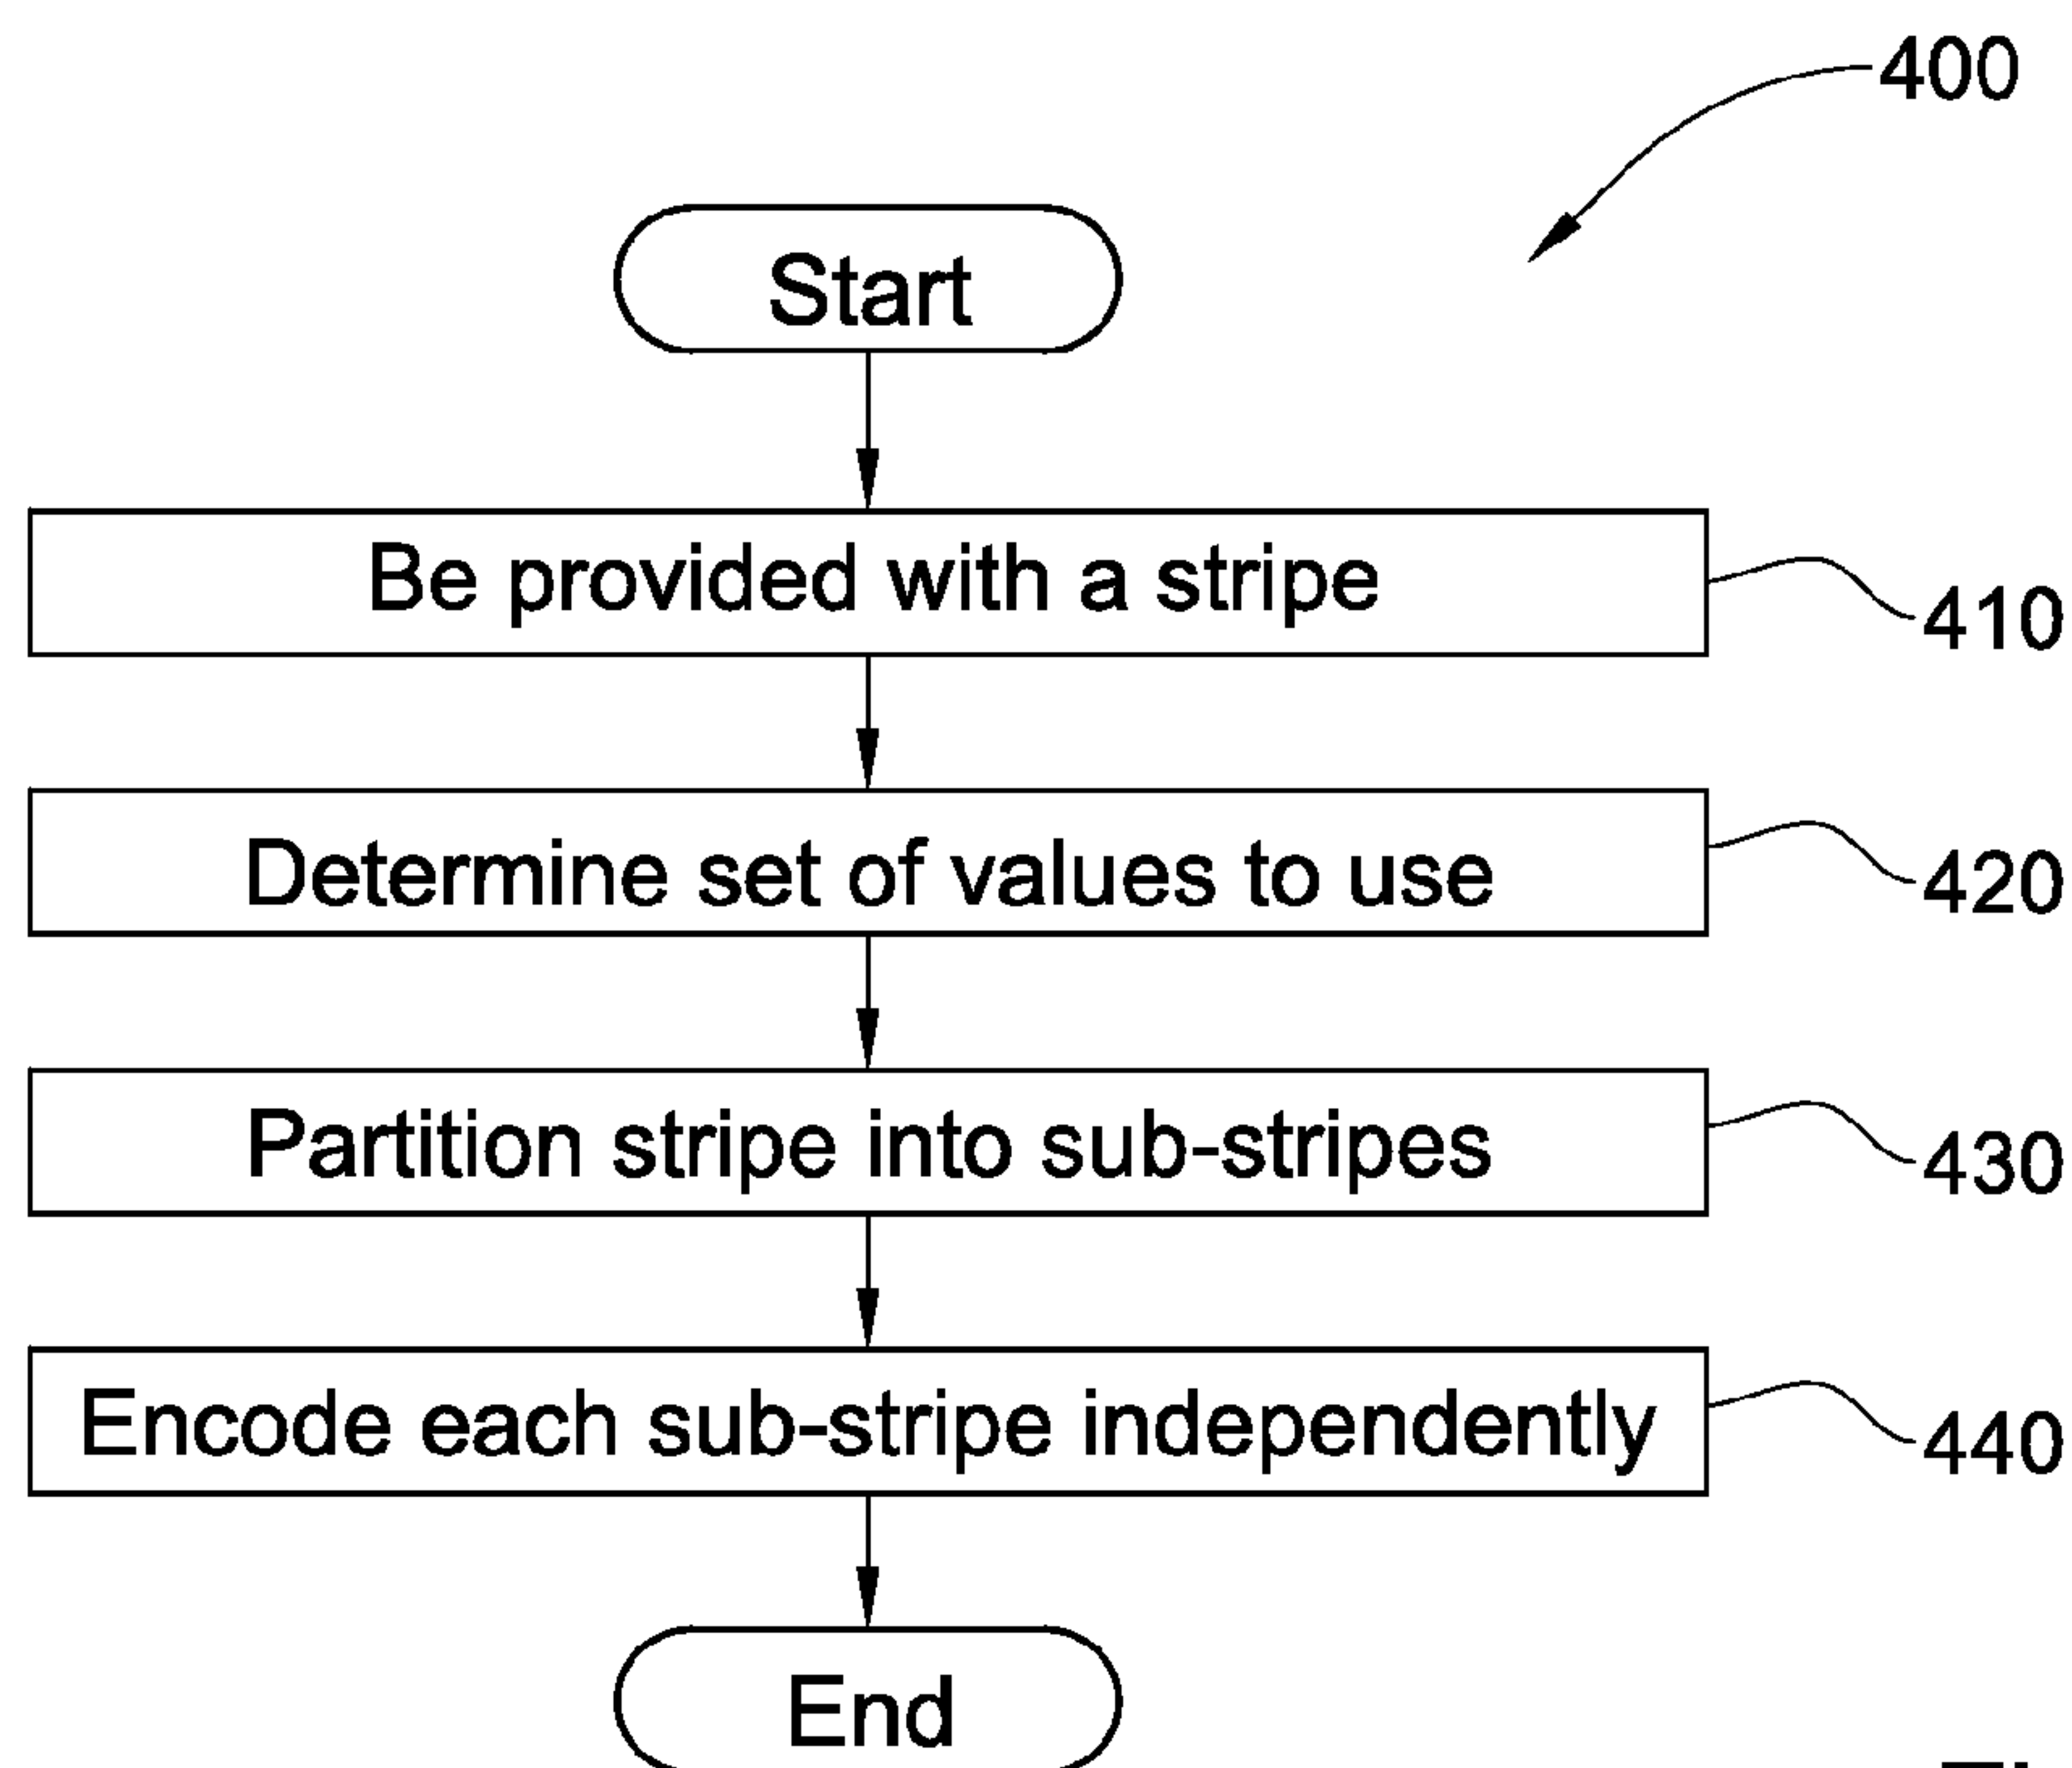 400
Start
Be provided with a stripe
410
Determine set of values to use
420
Partition stripe into sub-stripes
430
Encode each sub-stripe independently
440
End